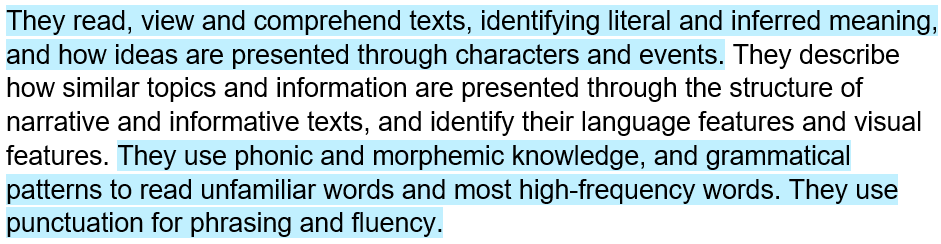 They read, view and comprehend texts, identifying literal and inferred meaning,
and how ideas are presented through characters and events. They describe
how similar topics and information are presented through the structure of
narrative and informative texts, and identify their language features and visual
features. They use phonic and morphemic knowledge, and grammatical
patterns to read unfamiliar words and most high-frequency words. They use
punctuation for phrasing and fluency.